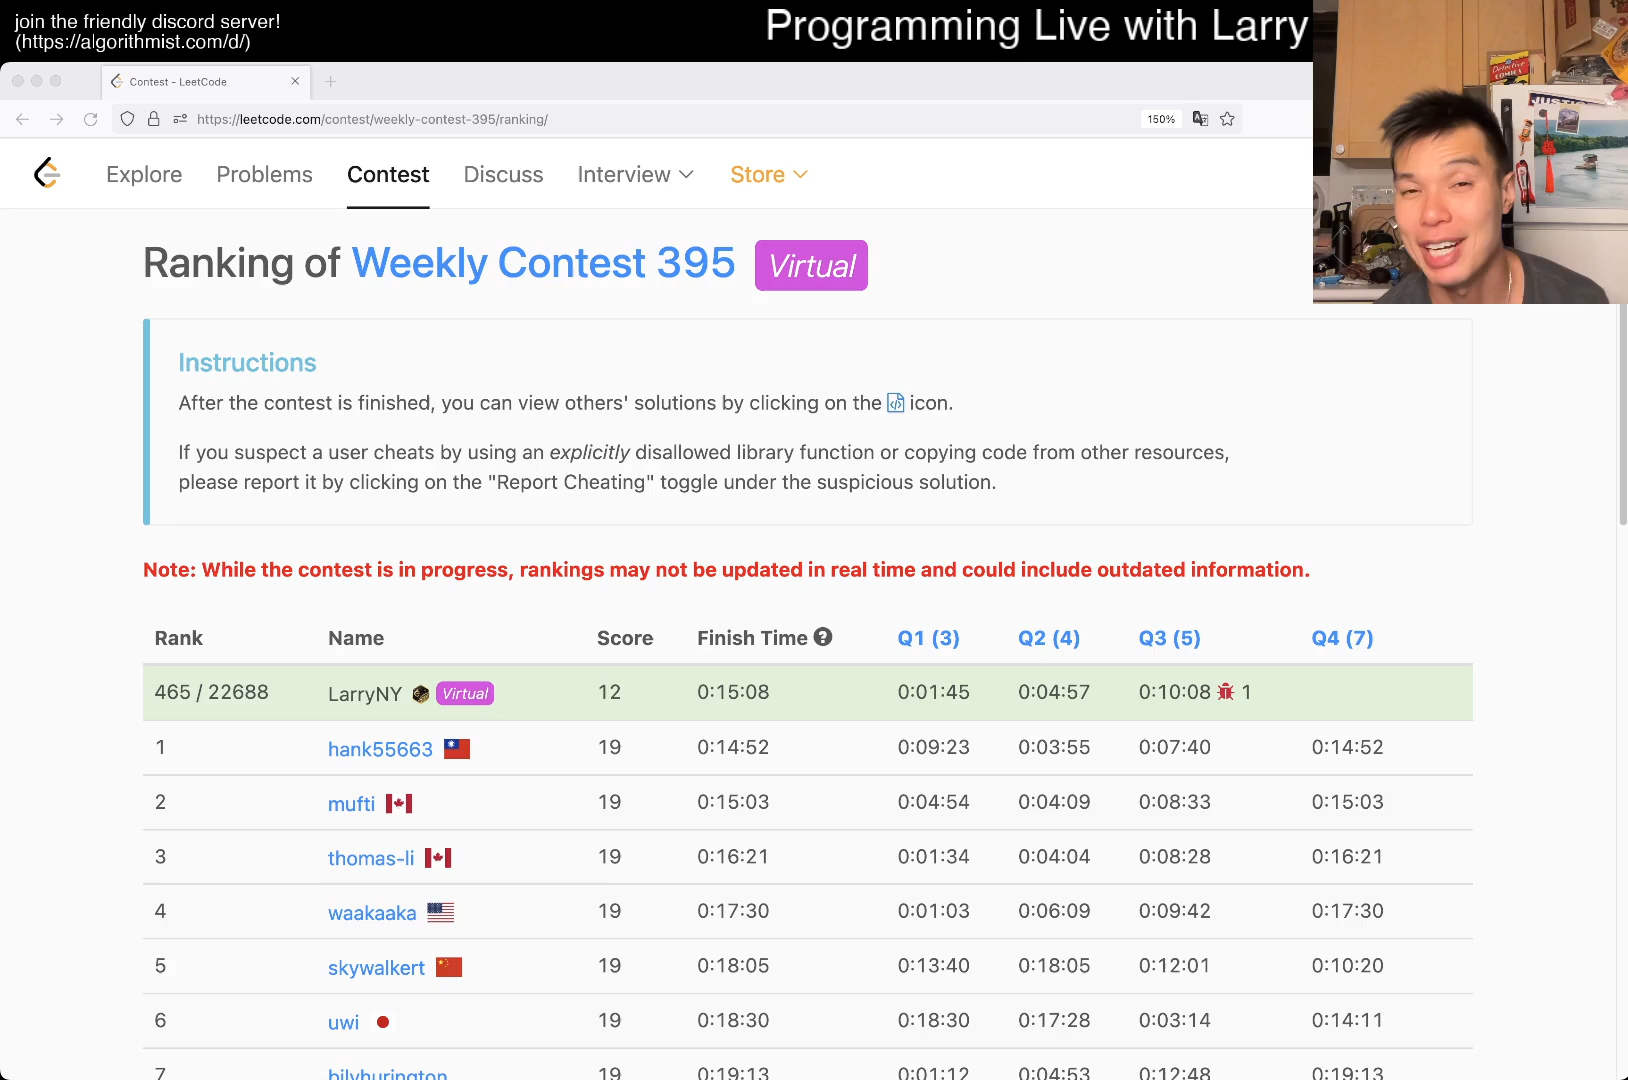 join the friendly discord server!
(https://algorithmist.com/d/)
Programming Live with Larry
Contest - LeetCode
https://leetcode.com/contest/weekly-contest-395/ranking/
150%
Explore Problems Contest Discuss Interview Store
Ranking of Weekly Contest 395 Virtual
Instructions
After the contest is finished, you can view others' solutions by clicking on the icon.
If you suspect a user cheats by using an explicitly disallowed library function or copying code from other resources,
please report it by clicking on the "Report Cheating" toggle under the suspicious solution.
Note: While the contest is in progress, rankings may not be updated in real time and could include outdated information.
Rank Name Score Finish Time Q1 (3) Q2 (4) Q3 (5) Q4 (7)
465 / 22688 LarryNY Virtual 12 0:15:08 0:01:45 0:04:57 0:10:08 1
1 hank55663 19 0:14:52 0:09:23 0:03:55 0:07:40 0:14:52
2 mufti 19 0:15:03 0:04:54 0:04:09 0:08:33 0:15:03
3 thomas-li 19 0:16:21 0:01:34 0:04:04 0:08:28 0:16:21
4 waakaaka 19 0:17:30 0:01:03 0:06:09 0:09:42 0:17:30
5 skywalkert 19 0:18:05 0:13:40 0:18:05 0:12:01 0:10:20
6 uwi 19 0:18:30 0:18:30 0:17:28 0:03:14 0:14:11
7 bilyhurington 19 0:19:13 0:01:12 0:04:53 0:12:48 0:19:13